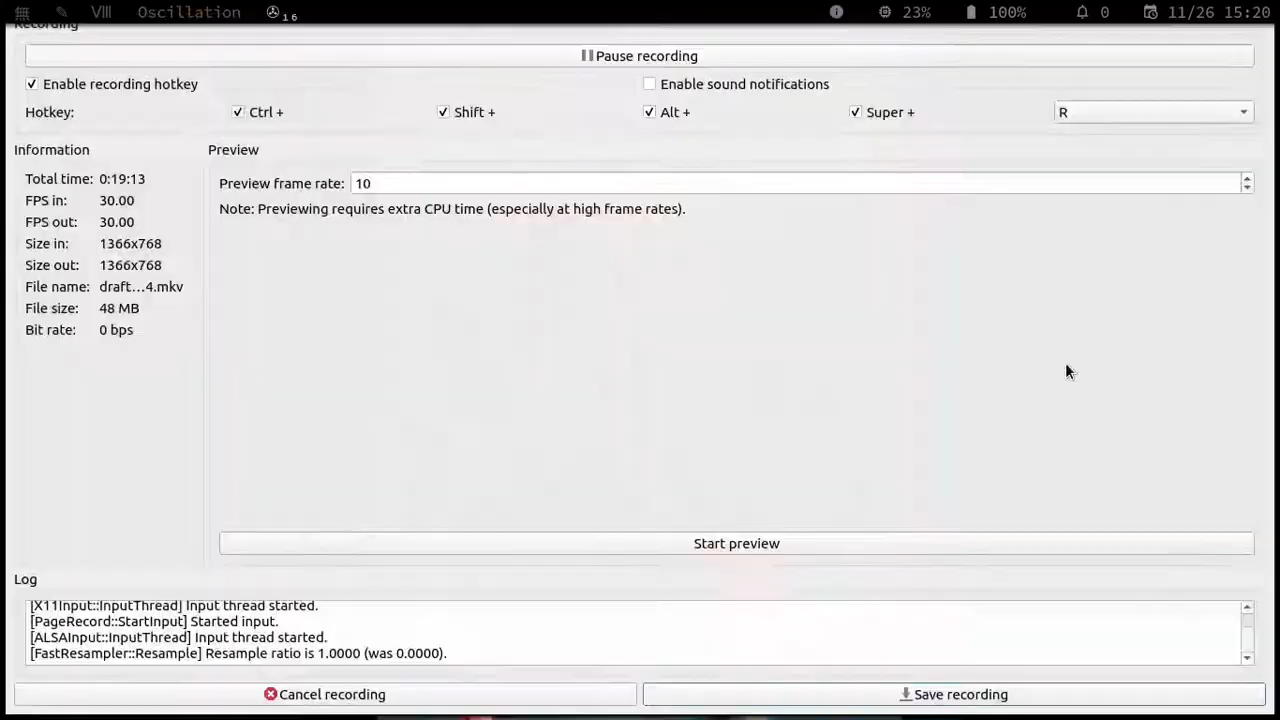 Ⅷ Oscillation 16 23% 100% 0 11/26 15:20
Recording
Pause recording
Enable recording hotkey Enable sound notifications
Hotkey: Ctrl + Shift + Alt + Super + R
Information Preview
Total time: 0:19:13
Preview frame rate: 10
FPS in: 30.00
Note: Previewing requires extra CPU time (especially at high frame rates).
FPS out: 30.00
Size in: 1366x768
Size out: 1366x768
File name: draft...4.mkv
File size: 48 MB
Bit rate: 0 bps
Start preview
Log
[X11Input::InputThread] Input thread started.
[PageRecord::StartInput] Started input.
[ALSAInput::InputThread] Input thread started.
[FastResampler::Resample] Resample ratio is 1.0000 (was 0.0000).
Cancel recording Save recording